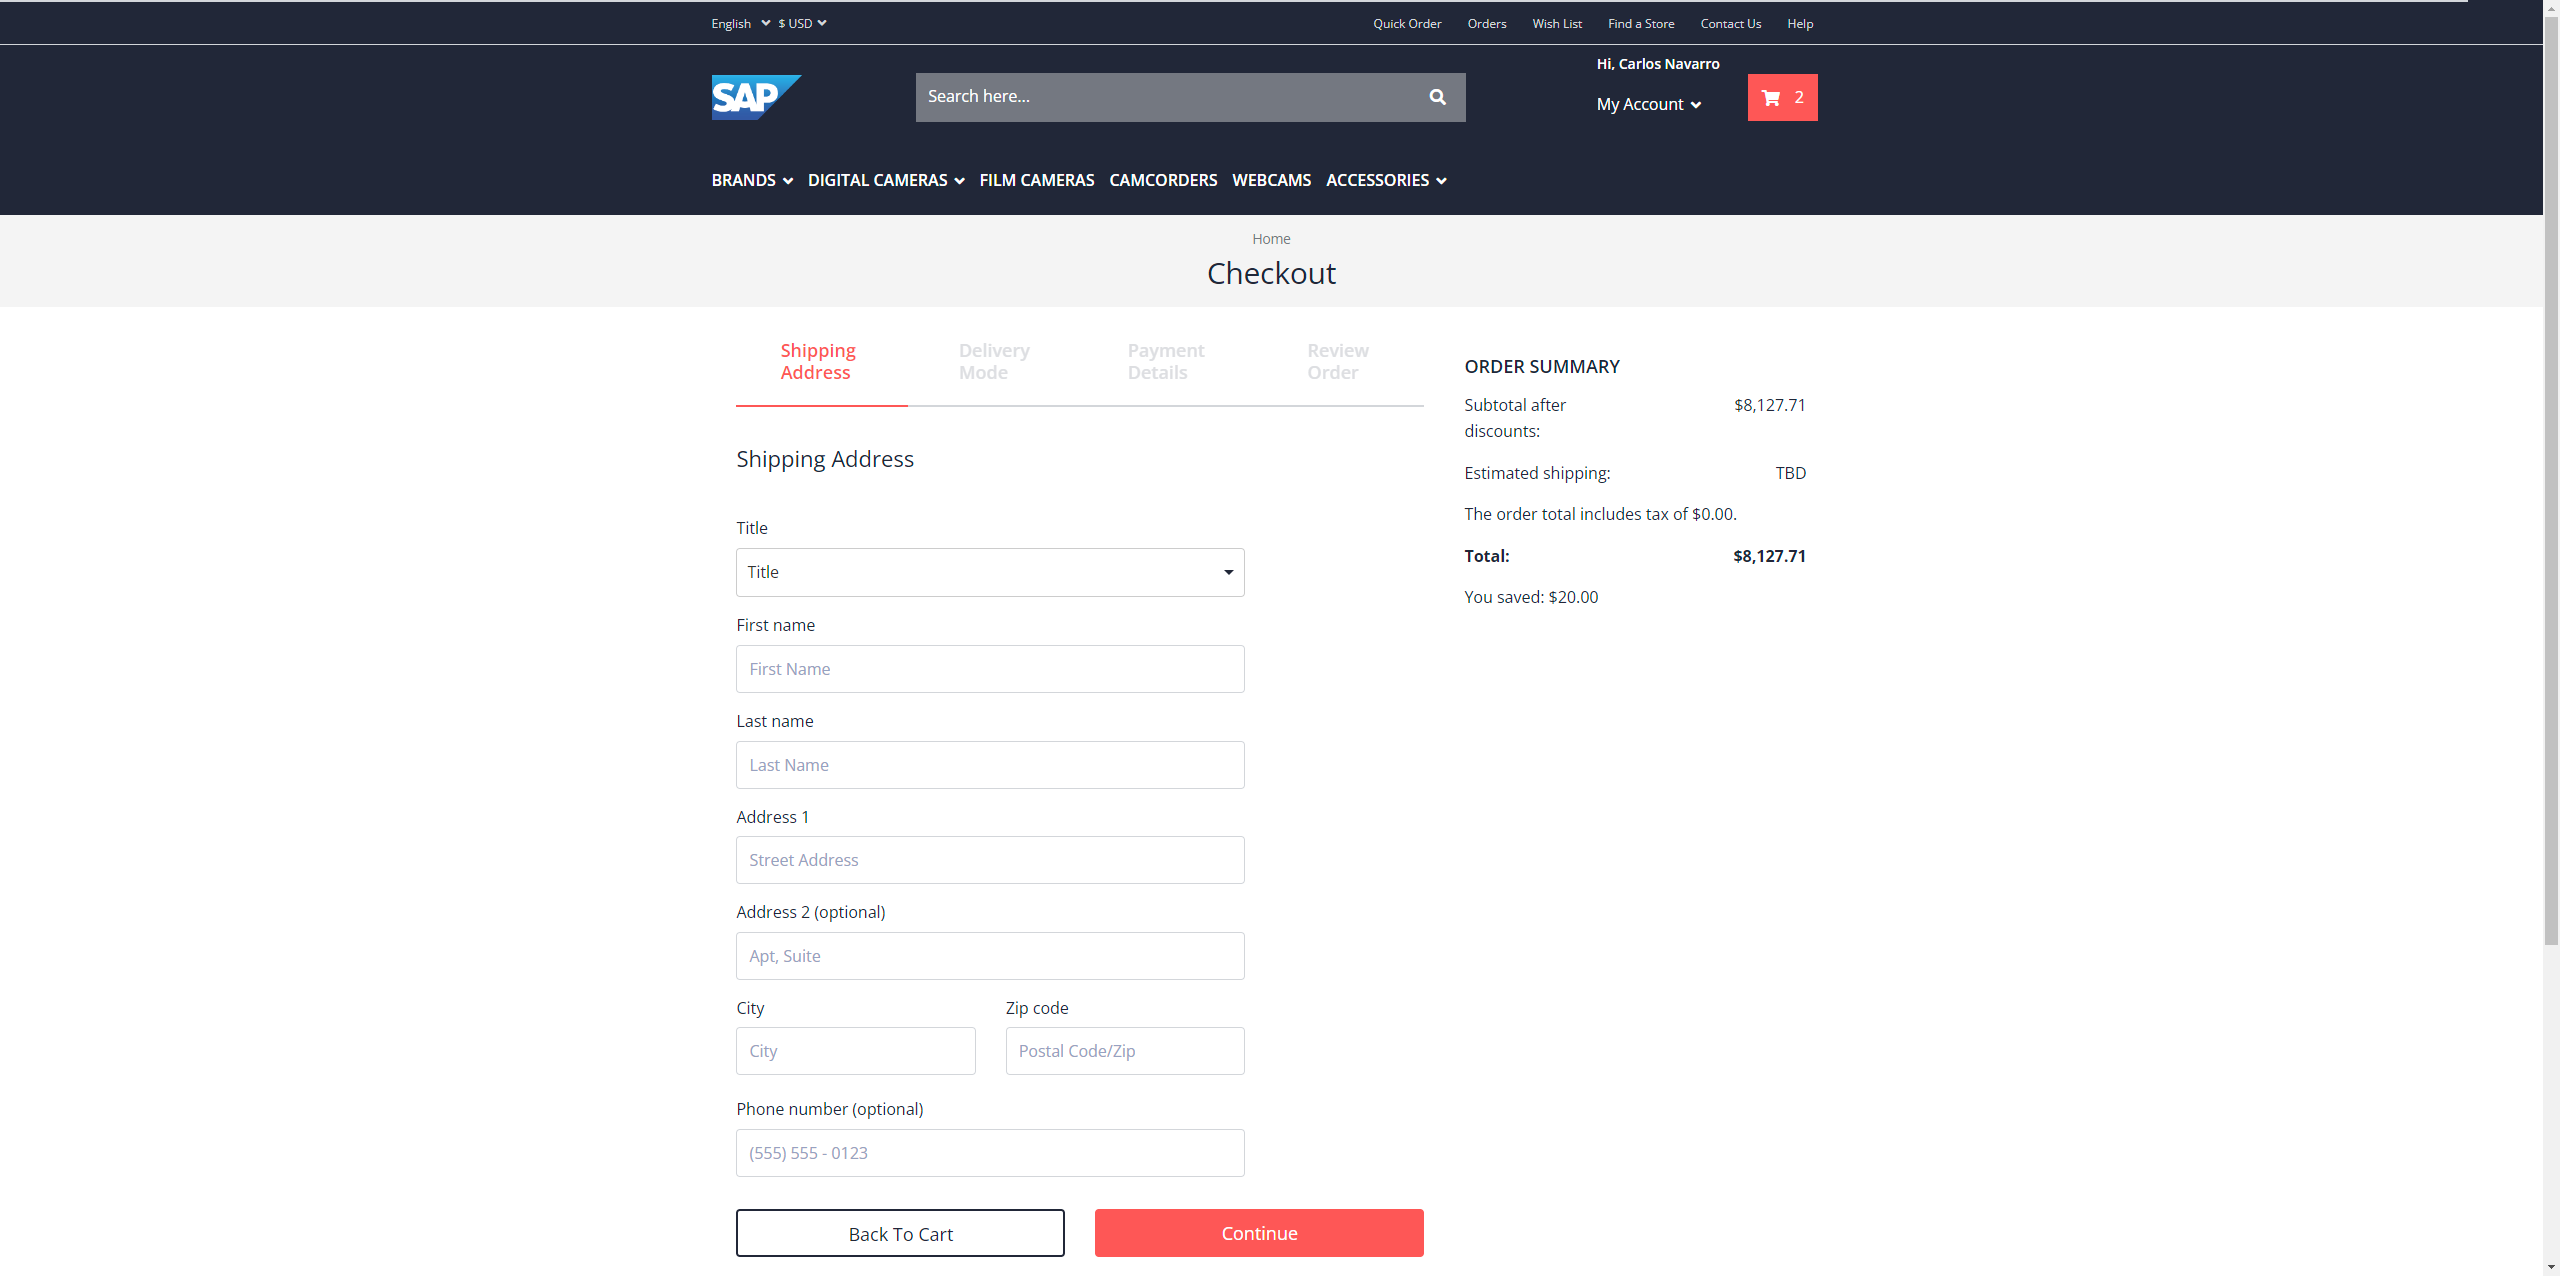 English $ USD Quick Order Orders Wish List Find a Store Contact Us Help
Hi, Carlos Navarro
SAP Search here... My Account 2
BRANDS DIGITAL CAMERAS FILM CAMERAS CAMCORDERS WEBCAMS ACCESSORIES
Home
Checkout
Shipping
Address
Delivery
Mode
Payment
Details
Review
Order
Shipping Address
Title
Title
First name
First Name
Last name
Last Name
Address 1
Street Address
Address 2 (optional)
Apt, Suite
City Zip code
City Postal Code/Zip
Phone number (optional)
(555) 555 - 0123
Back To Cart Continue
ORDER SUMMARY
Subtotal after
discounts: $8,127.71
Estimated shipping: TBD
The order total includes tax of $0.00.
Total: $8,127.71
You saved: $20.00